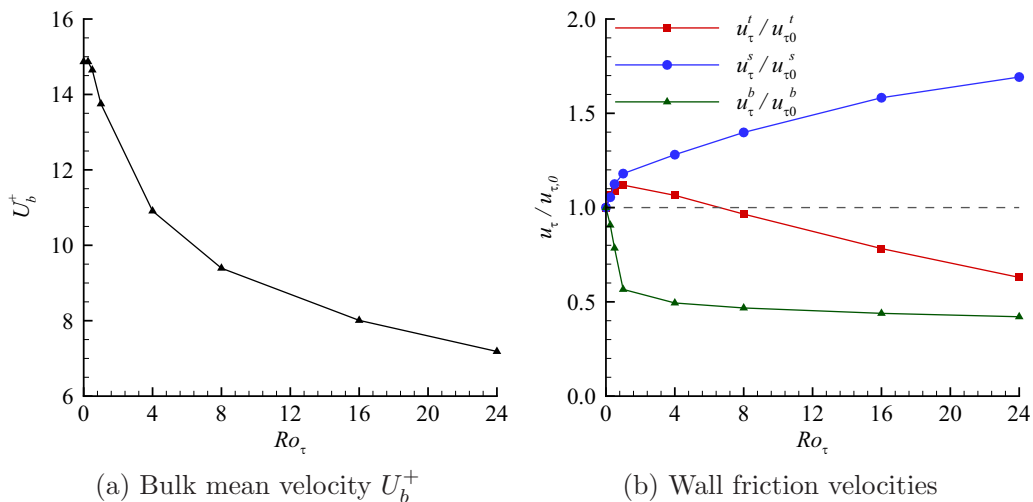 16
14
12
10
8
6
U_b^+
0 4 8 12 16 20 24
Ro_τ
(a) Bulk mean velocity U_b^+
u_τ^t / u_τ0^t
u_τ^s / u_τ0^s
u_τ^b / u_τ0^b
2.0
1.5
1.0
0.5
0.0
u_τ / u_τ,0
0 4 8 12 16 20 24
Ro_τ
(b) Wall friction velocities